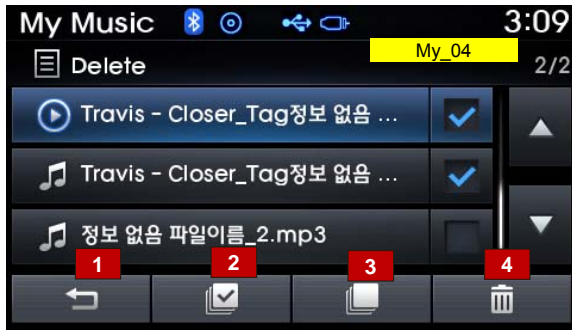 My Music 3:09
My_04
Delete 2/2
Travis - Closer_Tag정보 없음 ...
Travis - Closer_Tag정보 없음 ...
정보 없음 파일이름_2.mp3
1 2 3 4